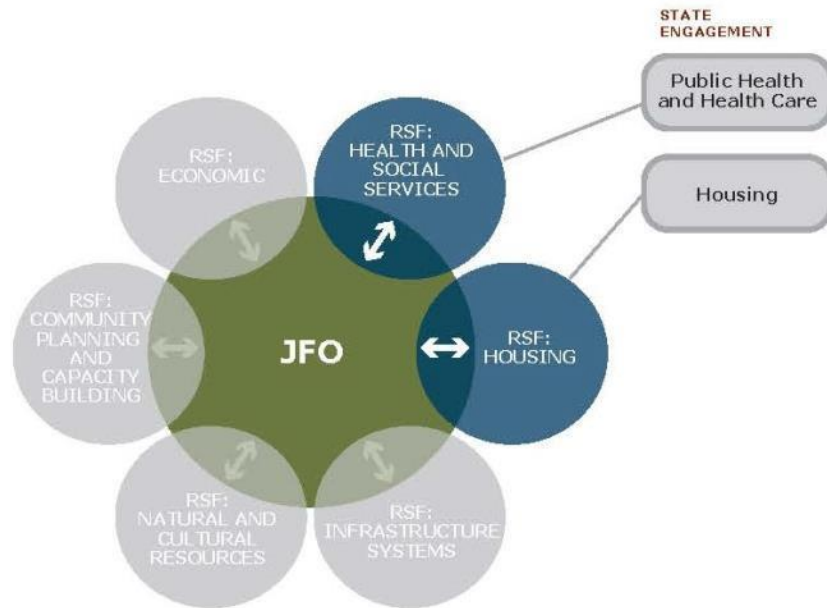 STATE
ENGAGEMENT
Public Health
and Health Care
Housing
RSF:
ECONOMIC
RSF:
HEALTH AND
SOCIAL
SERVICES
RSF:
COMMUNITY
PLANNING
AND
CAPACITY
BUILDING
JFO
RSF:
HOUSING
RSF:
NATURAL AND
CULTURAL
RESOURCES
RSF:
INFRASTRUCTURE
SYSTEMS